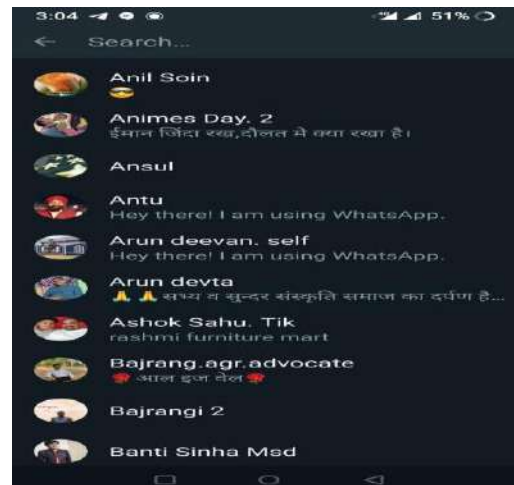 3:04
51%
Search...
Anil Soin
😎
Animes Day. 2
ईमान जिंदा रख,दौलत मे क्या रखा है।
Ansul
Antu
Hey there! I am using WhatsApp.
Arun deevan. self
Hey there! I am using WhatsApp.
Arun devta
🙏 🙏 सभ्य व सुन्दर संस्कृति समाज का दर्पण है...
Ashok Sahu. Tik
rashmi furniture mart
Bajrang.agr.advocate
🌹 आल इज वेल 🌹
Bajrangi 2
Banti Sinha Msd